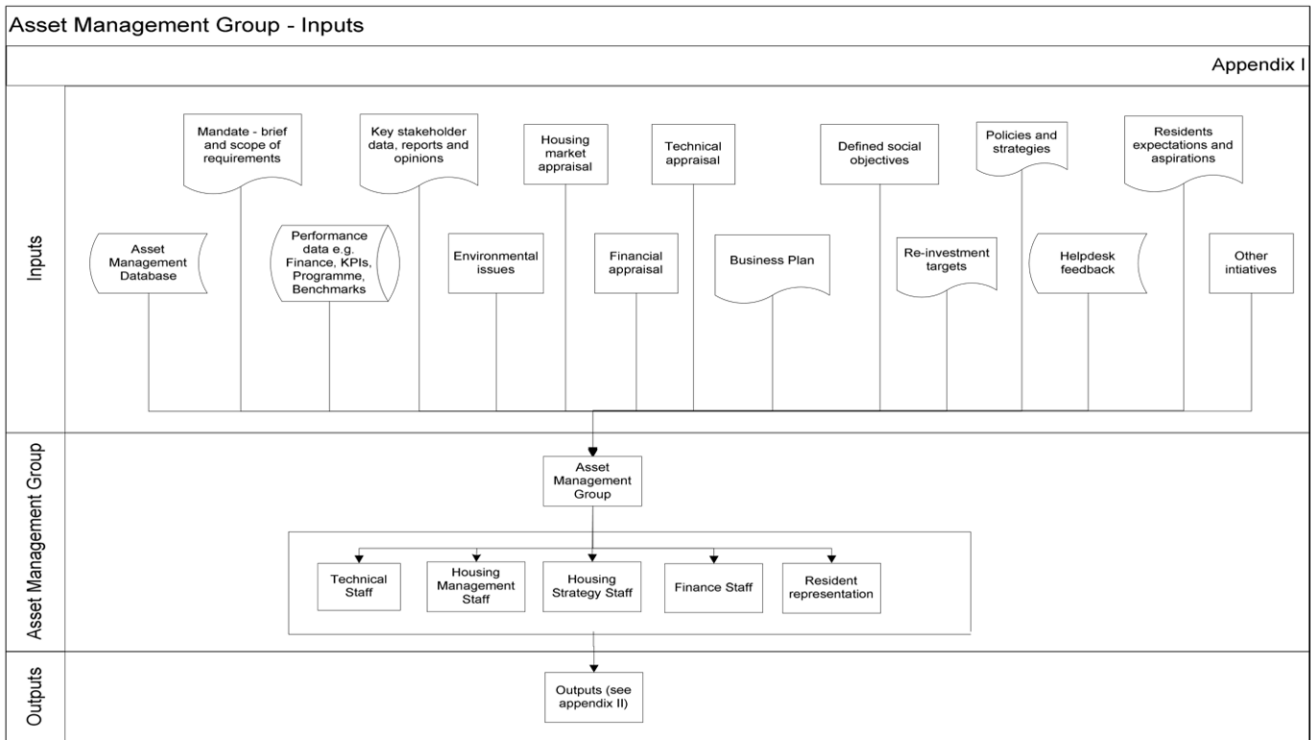 Asset Management Group - Inputs
Appendix I
Inputs
Mandate - brief
and scope of
requirements
Key stakeholder
data, reports and
opinions
Housing
market
appraisal
Technical
appraisal
Defined social
objectives
Policies and
strategies
Residents
expectations and
aspirations
Asset
Management
Database
Performance
data e.g.
Finance, KPIs,
Programme,
Benchmarks
Environmental
issues
Financial
appraisal
Business Plan
Re-investment
targets
Helpdesk
feedback
Other
intiatives
Asset Management Group
Asset
Management
Group
Technical
Staff
Housing
Management
Staff
Housing
Strategy Staff
Finance Staff
Resident
representation
Outputs
Outputs (see
appendix II)